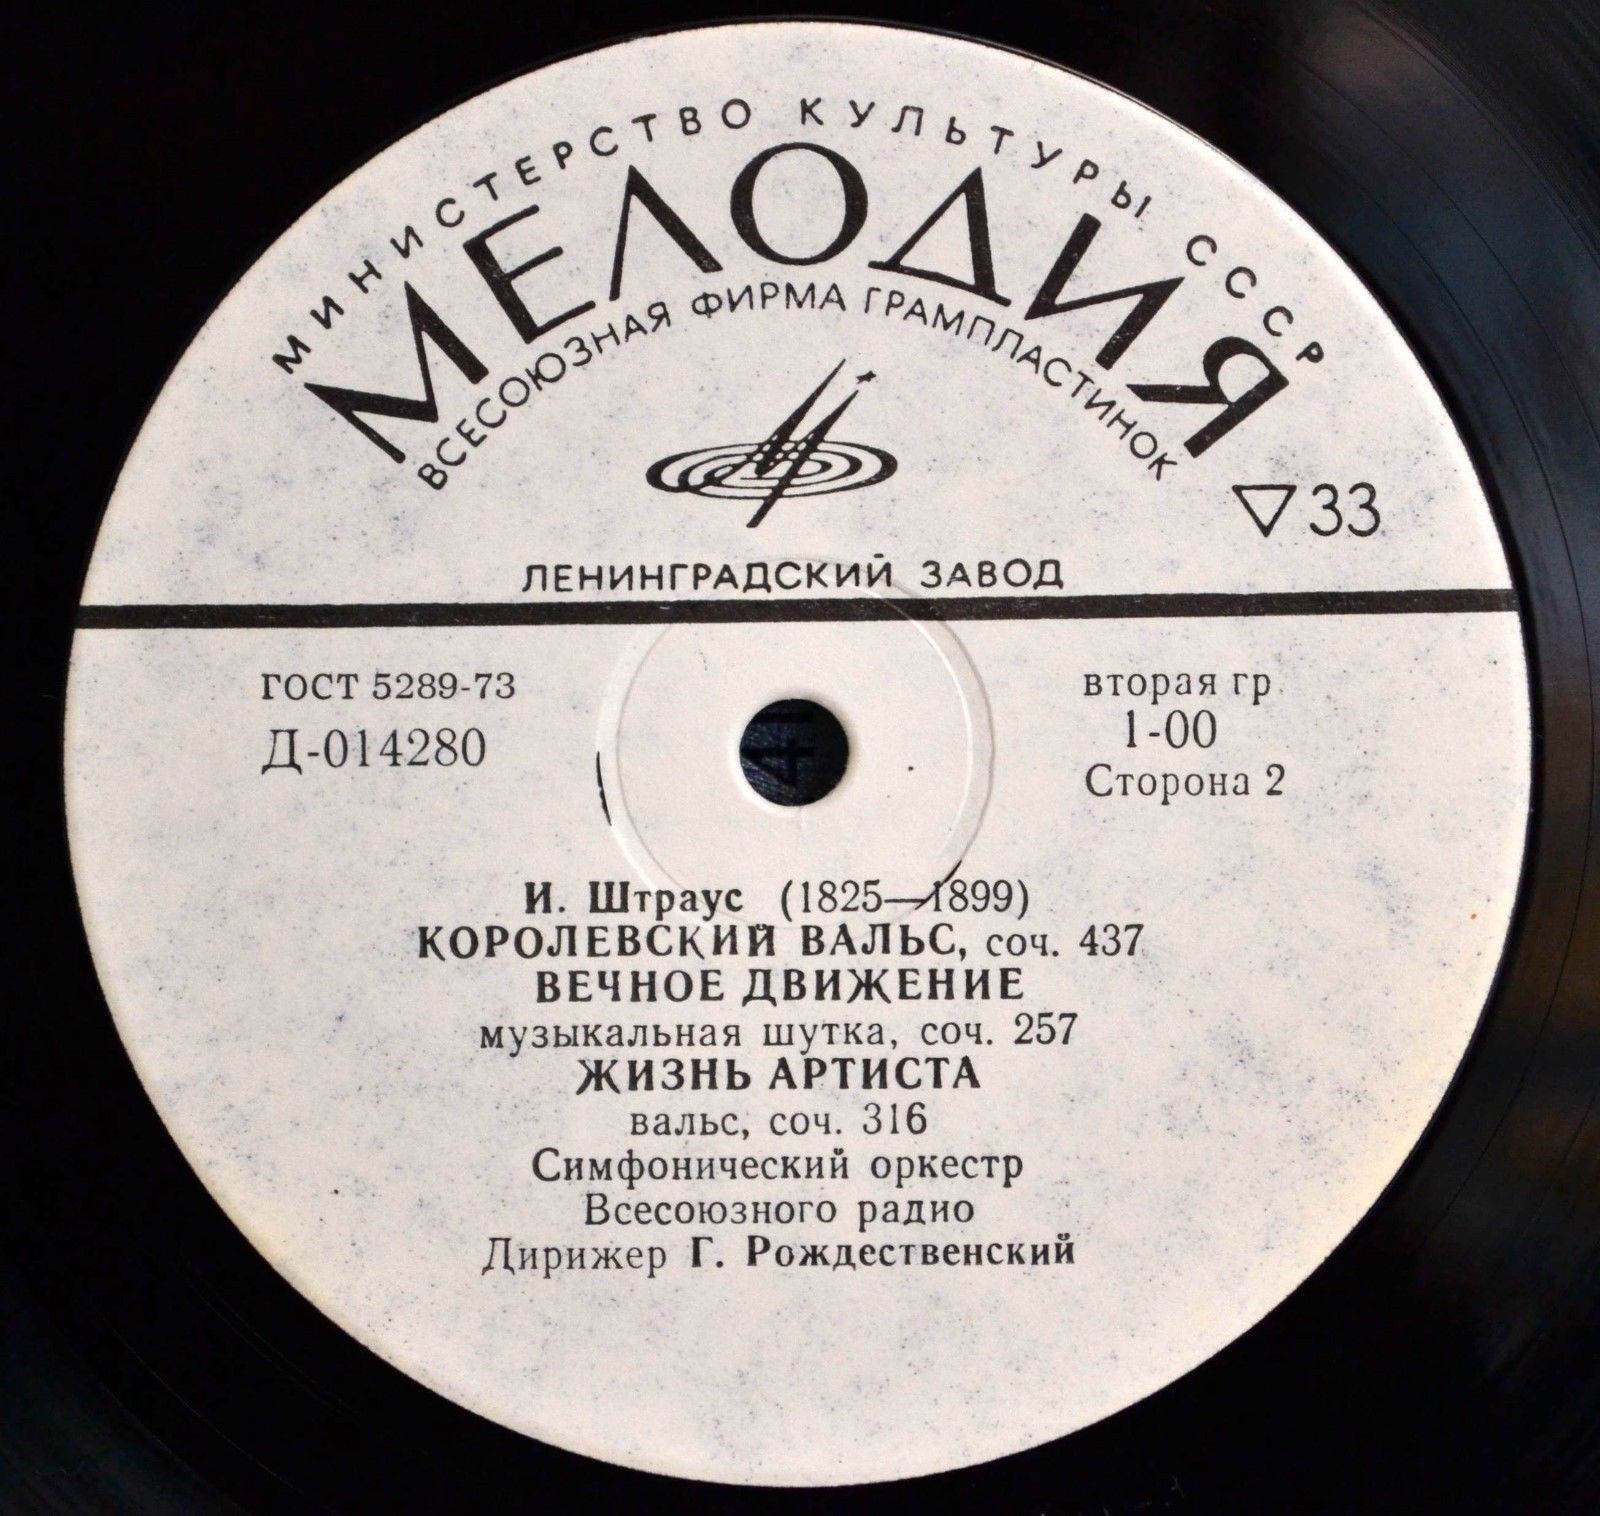 МИНИСТЕРСТВО КУЛЬТУРЫ СССР
МЕЛОДИЯ
ВСЕСОЮЗНАЯ ФИРМА ГРАМПЛАСТИНОК
▽33
ЛЕНИНГРАДСКИЙ ЗАВОД
ГОСТ 5289-73
Д-014280
вторая гр
1-00
Сторона 2
И. Штраус (1825—1899)
КОРОЛЕВСКИЙ ВАЛЬС, соч. 437
ВЕЧНОЕ ДВИЖЕНИЕ
музыкальная шутка, соч. 257
ЖИЗНЬ АРТИСТА
вальс, соч. 316
Симфонический оркестр
Всесоюзного радио
Дирижер Г. Рождественский